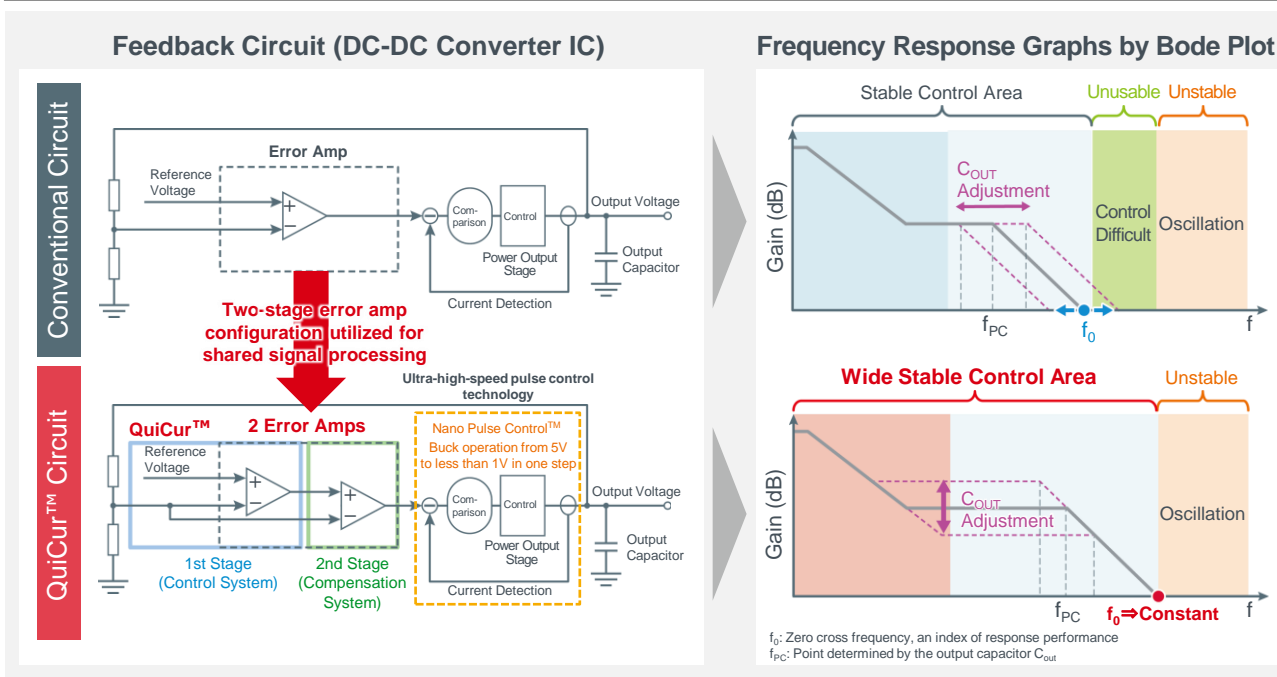 Feedback Circuit (DC-DC Converter IC)
Conventional Circuit
Error Amp
Reference
Voltage
+
−
−
Com-
parison
Control
Power Output
Stage
Output Voltage
Output
Capacitor
Current Detection
Two-stage error amp
configuration utilized for
shared signal processing
QuiCur™ Circuit
Ultra-high-speed pulse control
technology
QuiCur™
2 Error Amps
Nano Pulse Control™
Buck operation from 5V
to less than 1V in one step
Reference
Voltage
+
−
+
−
−
Com-
parison
Control
Power Output
Stage
Output Voltage
Output
Capacitor
Current Detection
1st Stage
(Control System)
2nd Stage
(Compensation
System)
Frequency Response Graphs by Bode Plot
Stable Control Area
Unusable
Unstable
Gain (dB)
COUT
Adjustment
Control
Difficult
Oscillation
fPC
f0
f
Wide Stable Control Area
Unstable
Gain (dB)
COUT
Adjustment
Oscillation
fPC
f0⇒Constant
f
f0: Zero cross frequency, an index of response performance
fPC: Point determined by the output capacitor Cout